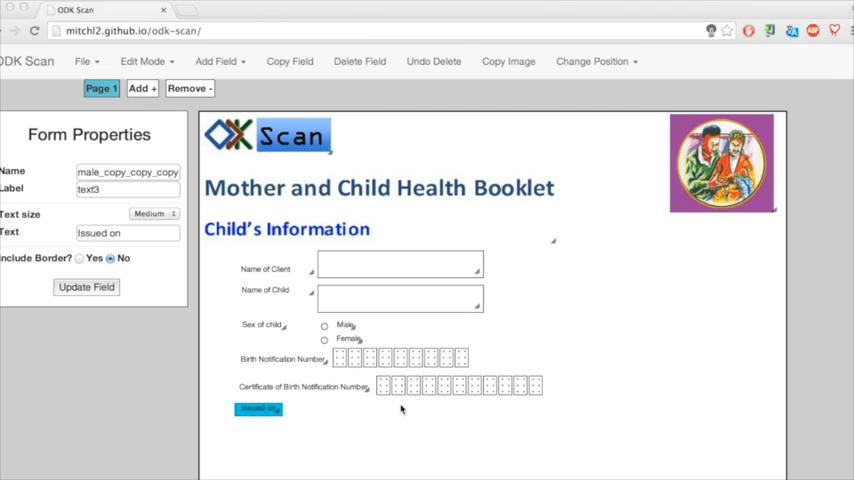 ODK Scan
mitchl2.github.io/odk-scan/
ABP
ODK Scan File Edit Mode Add Field Copy Field Delete Field Undo Delete Copy Image Change Position
Page 1 Add + Remove -
Form Properties
Name male_copy_copy_copy
Label text3
Text size Medium
Text Issued on
Include Border? Yes No
Update Field
Scan
Mother and Child Health Booklet
Child's Information
Name of Client
Name of Child
Sex of child Male
Female
Birth Notification Number
Certificate of Birth Notification Number
Issued on